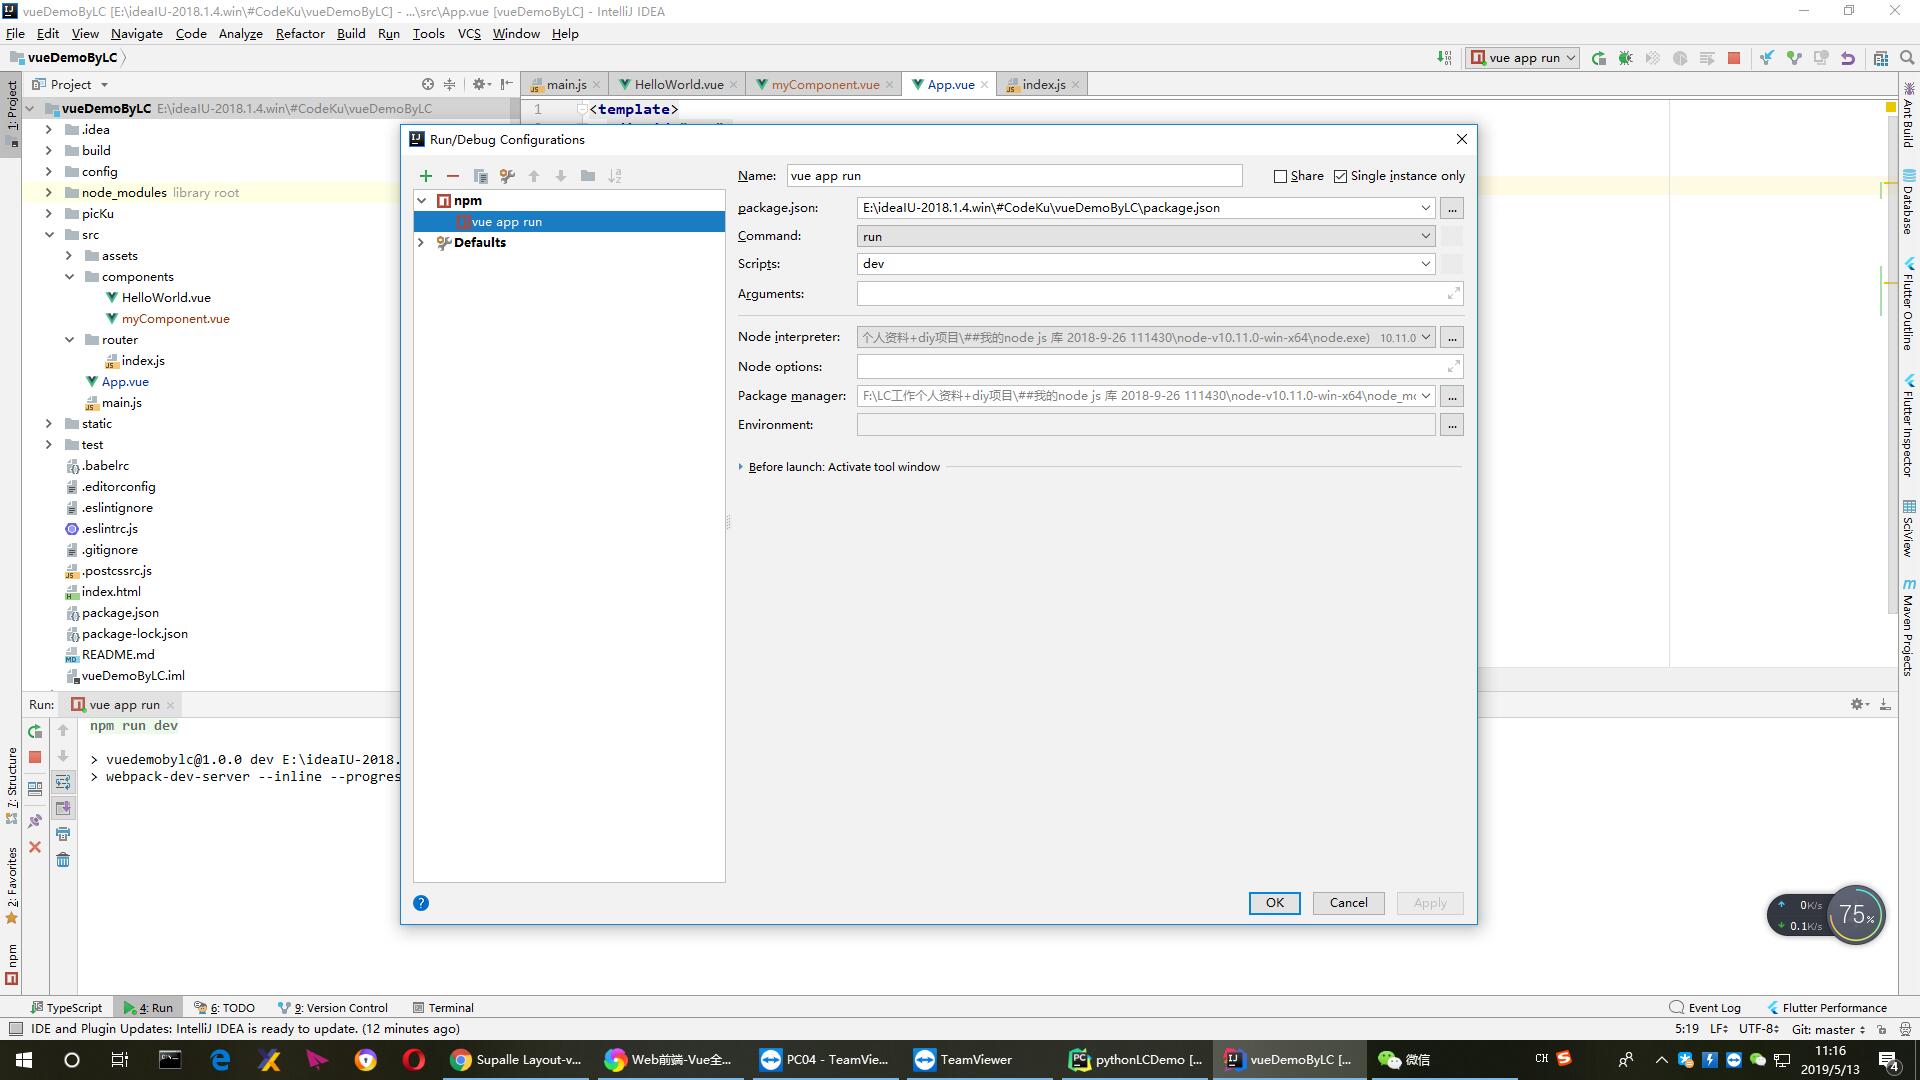 vueDemoByLC [E:\ideaIU-2018.1.4.win\#CodeKu\vueDemoByLC] - ...\src\App.vue [vueDemoByLC] - IntelliJ IDEA
File Edit View Navigate Code Analyze Refactor Build Run Tools VCS Window Help
vueDemoByLC
vue app run
Project
main.js
HelloWorld.vue
myComponent.vue
App.vue
index.js
1: Project
vueDemoByLC E:\ideaIU-2018.1.4.win\#CodeKu\vueDemoByLC
.idea
build
config
node_modules library root
picKu
src
assets
components
HelloWorld.vue
myComponent.vue
router
index.js
App.vue
main.js
static
test
.babelrc
.editorconfig
.eslintignore
.eslintrc.js
.gitignore
.postcssrc.js
index.html
package.json
package-lock.json
README.md
vueDemoByLC.iml
1 <template>
Run/Debug Configurations
npm
vue app run
Defaults
Name: vue app run
Share
Single instance only
package.json: E:\ideaIU-2018.1.4.win\#CodeKu\vueDemoByLC\package.json ...
Command: run
Scripts: dev
Arguments:
Node interpreter: 个人资料+diy项目\##我的node js 库 2018-9-26 111430\node-v10.11.0-win-x64\node.exe) 10.11.0 ...
Node options:
Package manager: F:\LC工作个人资料+diy项目\##我的node js 库 2018-9-26 111430\node-v10.11.0-win-x64\node_mo ...
Environment: ...
Before launch: Activate tool window
OK Cancel Apply
Ant Build
Database
Flutter Outline
Flutter Inspector
SciView
Maven Projects
Run: vue app run
npm run dev
> vuedemobylc@1.0.0 dev E:\ideaIU-2018.
> webpack-dev-server --inline --progres
7: Structure
2: Favorites
npm
0K/s
0.1K/s
75%
TypeScript 4: Run 6: TODO 9: Version Control Terminal Event Log Flutter Performance
IDE and Plugin Updates: IntelliJ IDEA is ready to update. (12 minutes ago) 5:19 LF UTF-8 Git: master
Supalle Layout-v...
Web前端-Vue全...
PC04 - TeamVie...
TeamViewer
pythonLCDemo [...
vueDemoByLC [...
微信
CH
11:16
2019/5/13
4